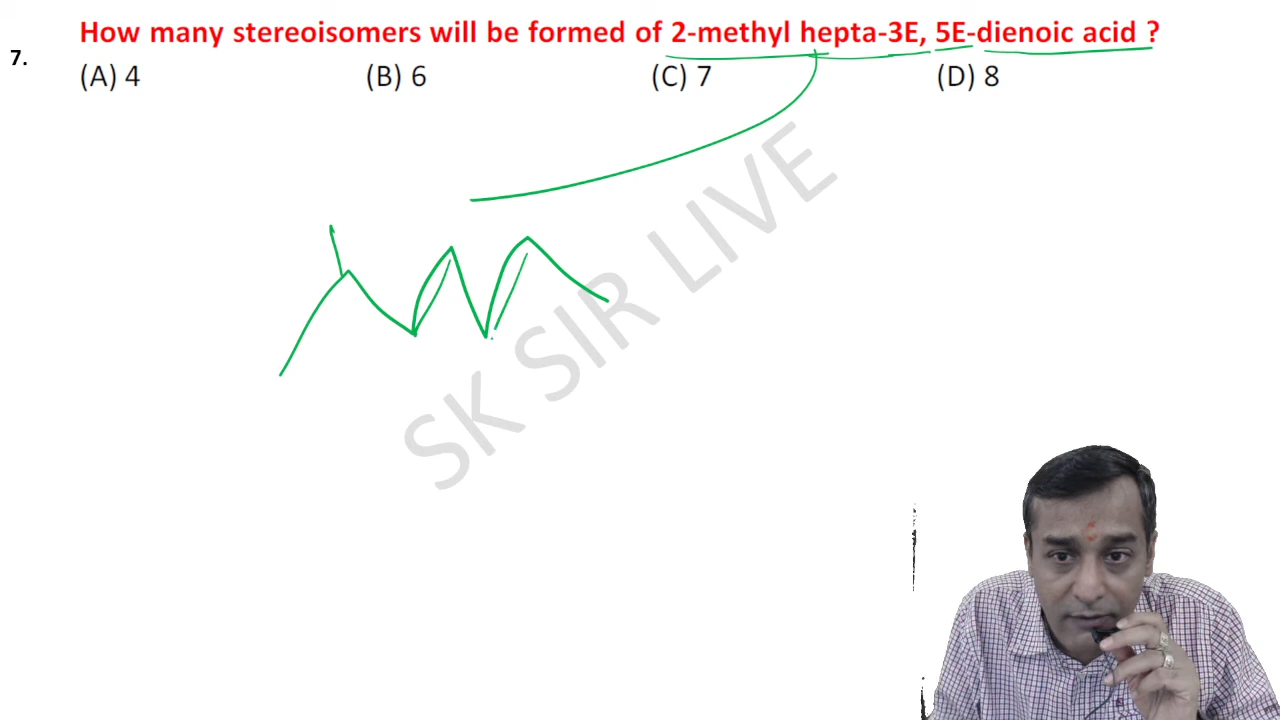 How many stereoisomers will be formed of 2-methyl hepta-3E, 5E-dienoic acid ?
7.
(A) 4 (B) 6 (C) 7 (D) 8
SK SIR LIVE